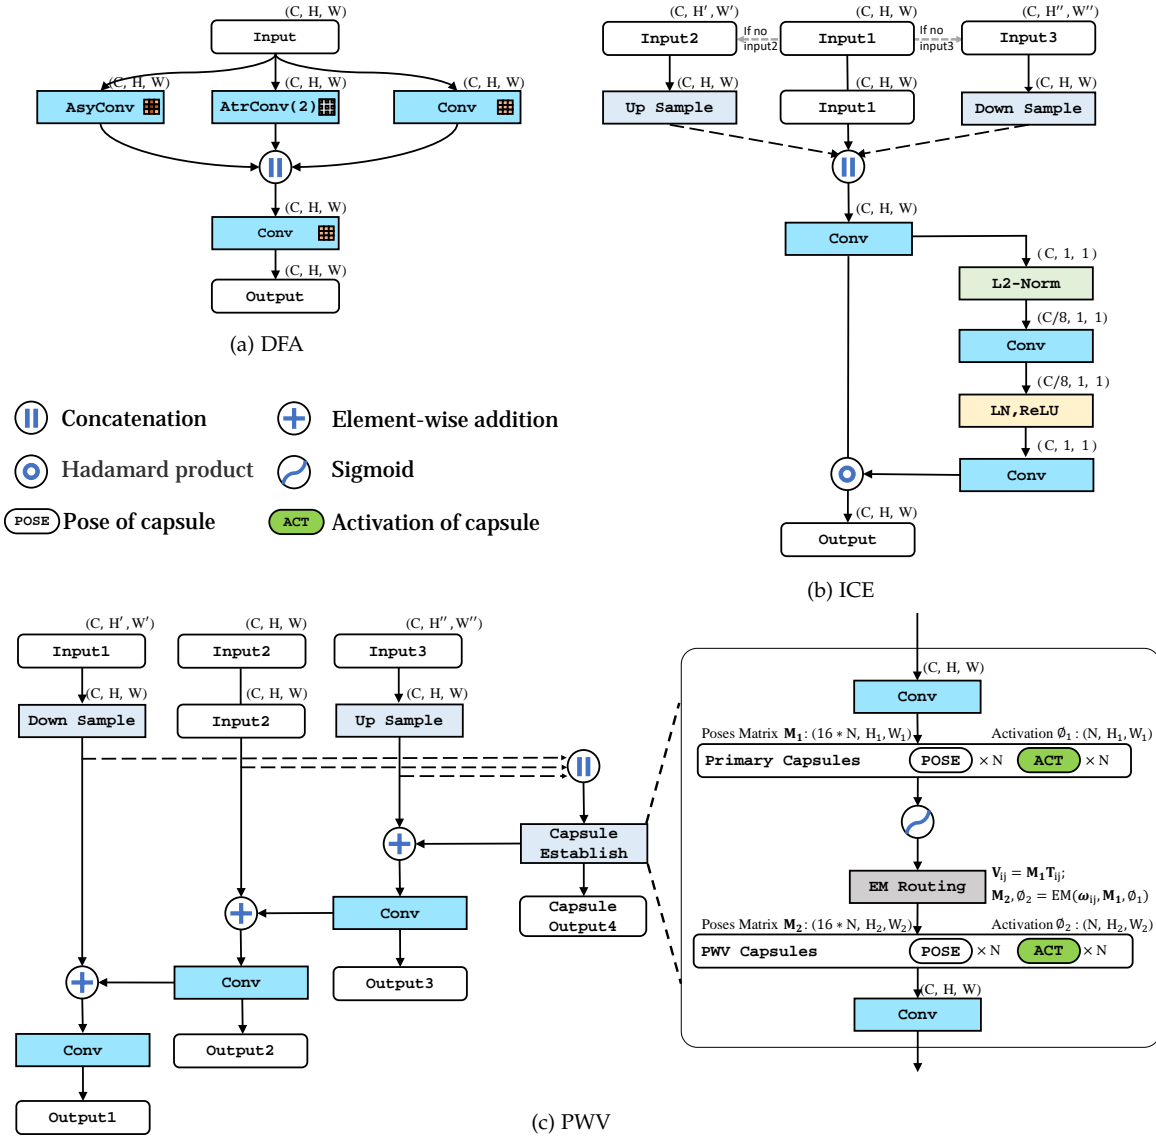 (C, H, W)
Input
(C, H, W)
(C, H, W)
(C, H, W)
AsyConv
AtrConv(2)
Conv
(C, H, W)
Conv
(C, H, W)
Output
(a) DFA
(C, H′, W′)
(C, H, W)
(C, H′′, W′′)
Input2
If no
input2
Input1
If no
input3
Input3
(C, H, W)
(C, H, W)
(C, H, W)
Up Sample
Input1
Down Sample
(C, H, W)
Conv
(C, 1, 1)
L2-Norm
(C/8, 1, 1)
Conv
(C/8, 1, 1)
LN,ReLU
(C, 1, 1)
Conv
(C, H, W)
Output
(b) ICE
Concatenation
Element-wise addition
Hadamard product
Sigmoid
POSE Pose of capsule
ACT Activation of capsule
(C, H′, W′)
(C, H, W)
(C, H′′, W′′)
Input1
Input2
Input3
(C, H, W)
(C, H, W)
(C, H, W)
Down Sample
Input2
Up Sample
Capsule
Establish
Conv
Capsule
Output4
Conv
Output3
Conv
Output2
Output1
(C, H, W)
Conv
Poses Matrix M₁: (16 * N, H₁, W₁)
Activation ∅₁: (N, H₁, W₁)
Primary Capsules
POSE × N
ACT × N
EM Routing
V_ij = M₁T_ij;
M₂, ∅₂ = EM(ω_ij, M₁, ∅₁)
Poses Matrix M₂: (16 * N, H₂, W₂)
Activation ∅₂: (N, H₂, W₂)
PWV Capsules
POSE × N
ACT × N
(C, H, W)
Conv
(c) PWV